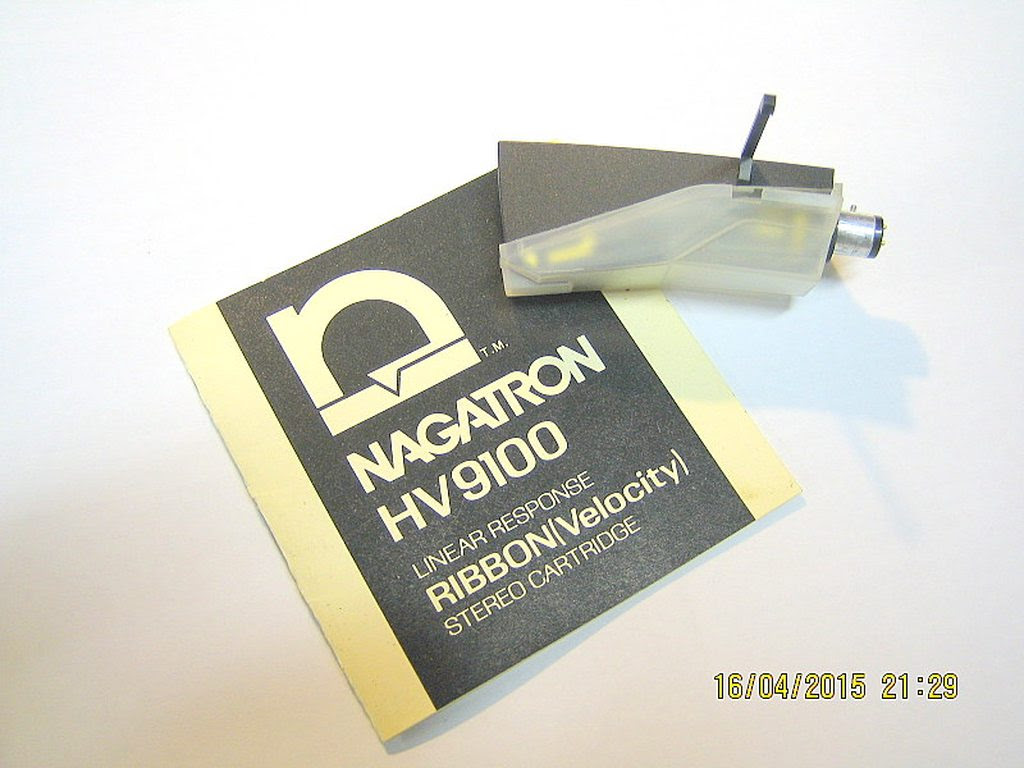 T.M.
NAGATRON
HV9100
LINEAR RESPONSE
RIBBON(Velocity)
STEREO CARTRIDGE
16/04/2015 21:29